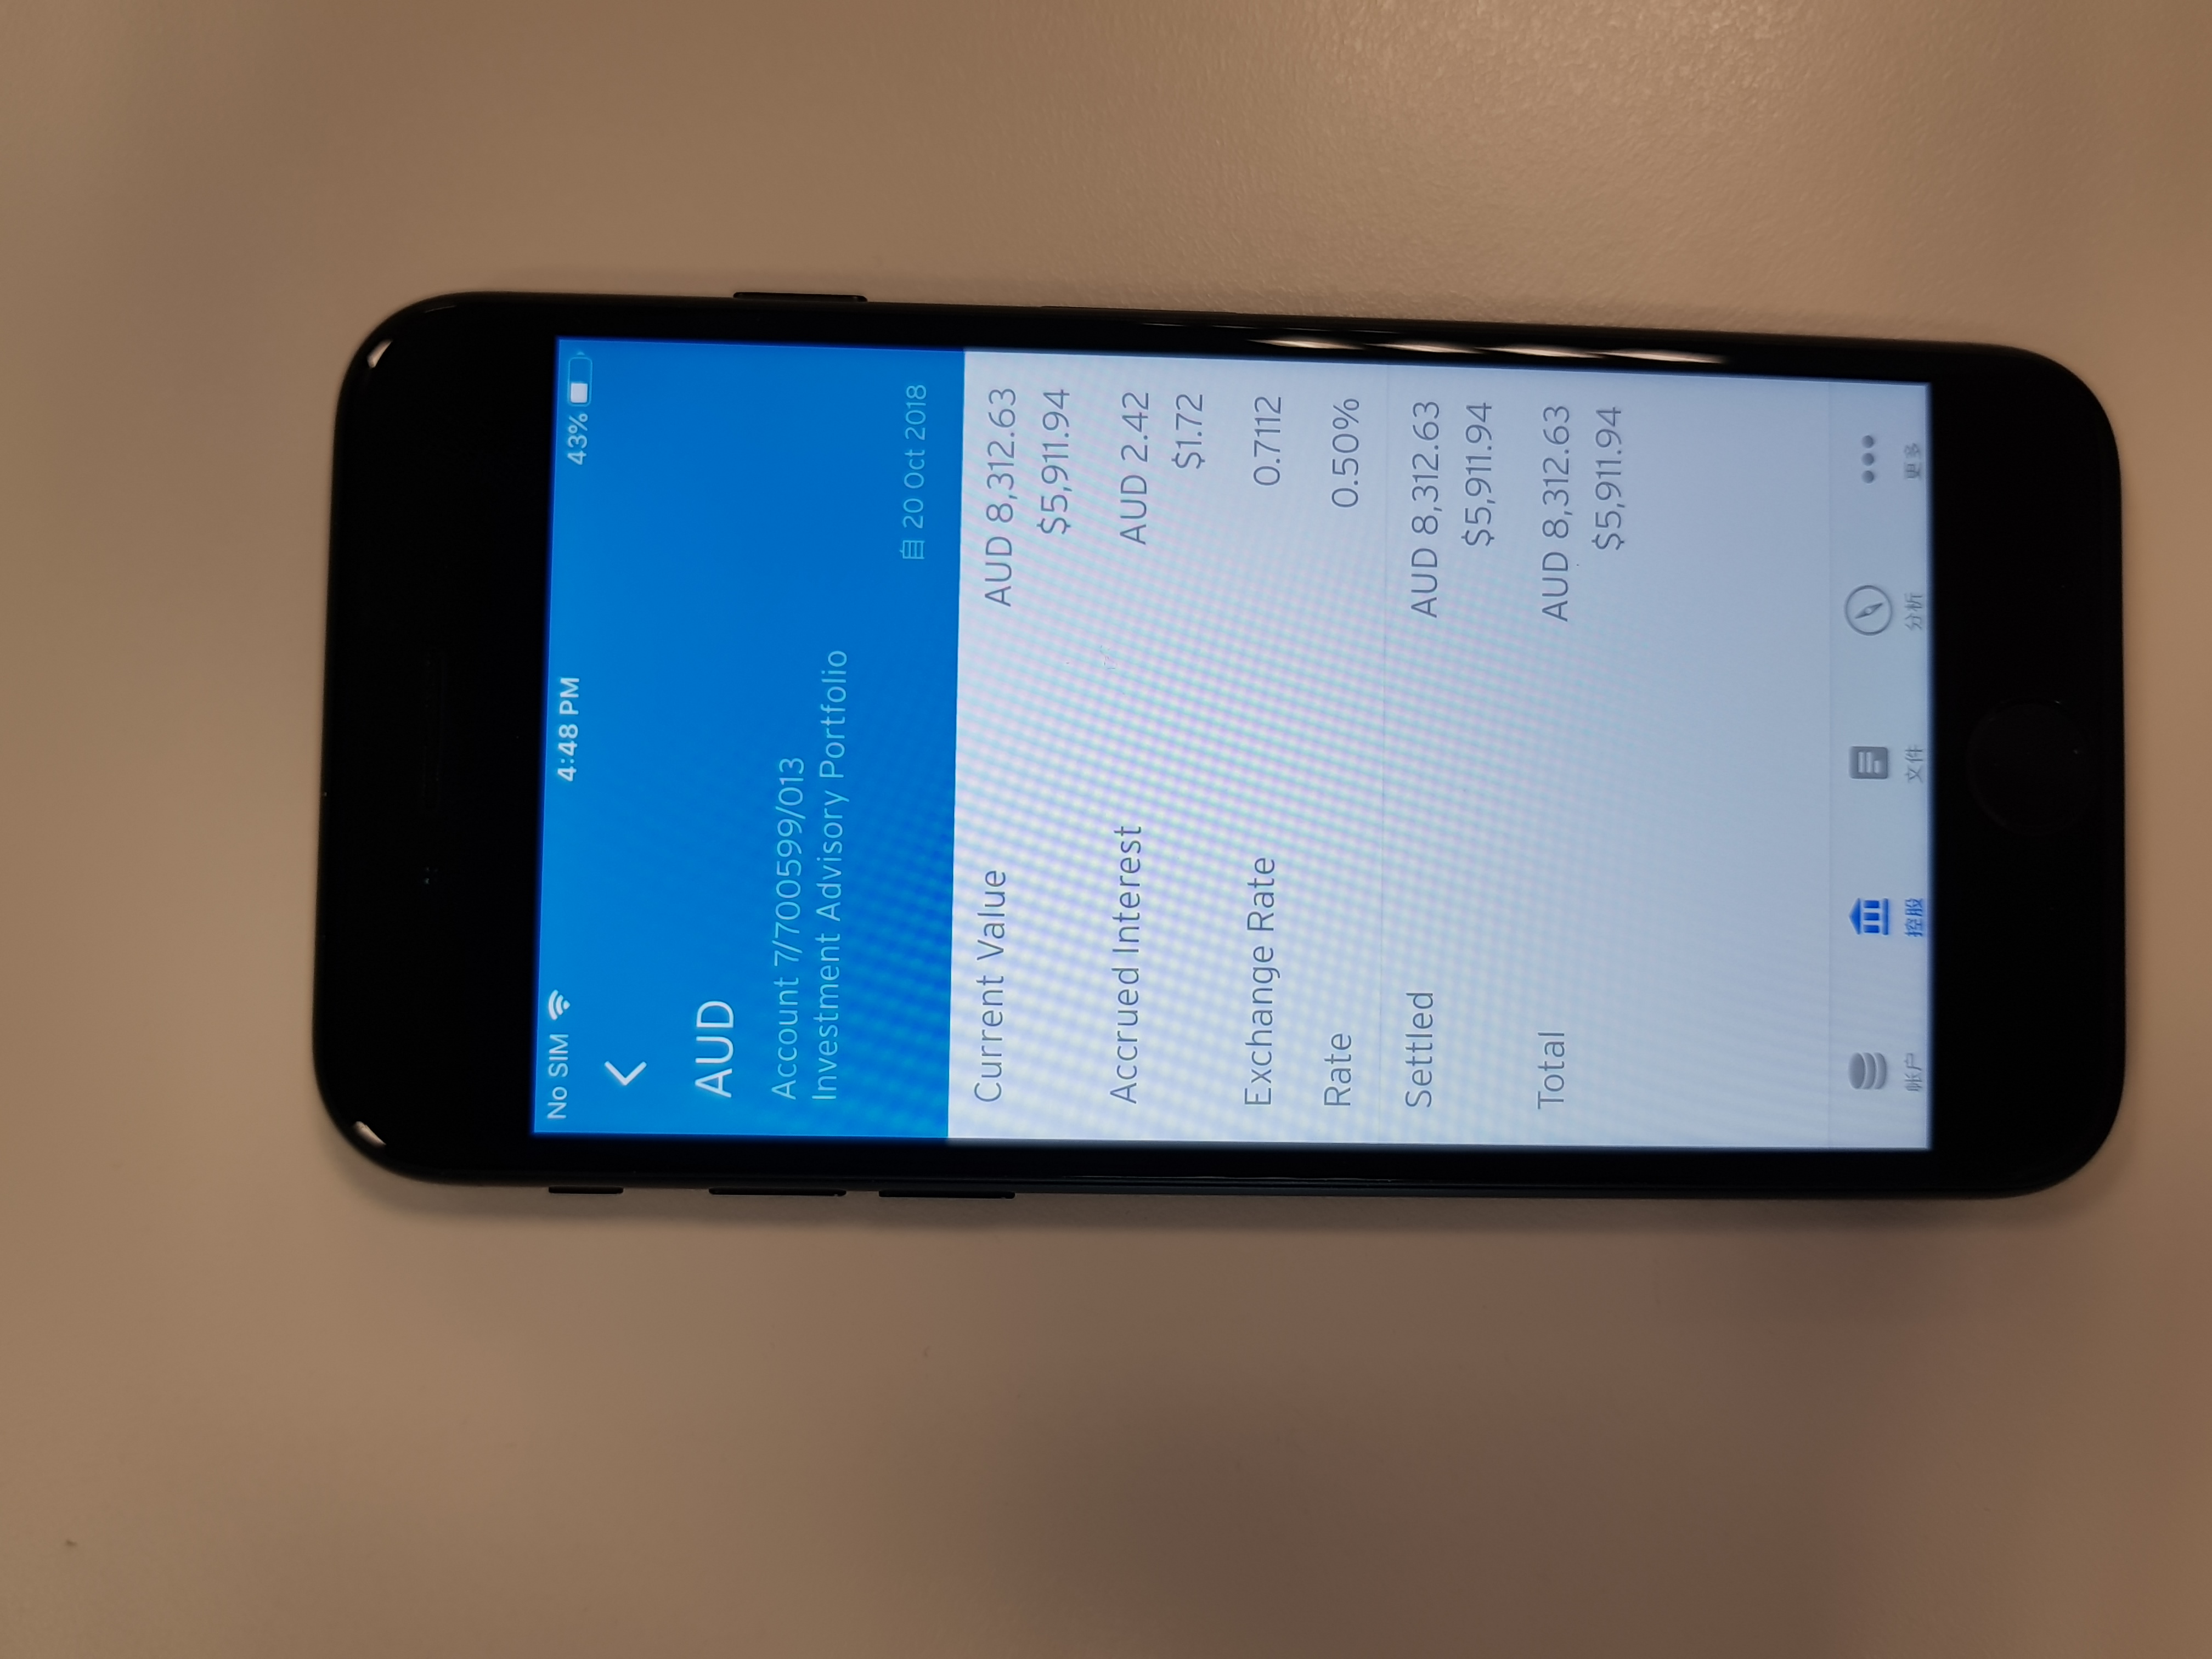 No SIM 4:48 PM 43%
AUD
Account 7/7000599/013
Investment Advisory Portfolio
自 20 Oct 2018
Current Value AUD 8,312.63
$5,911.94
Accrued Interest AUD 2.42
$1.72
Exchange Rate 0.7112
Rate 0.50%
Settled AUD 8,312.63
$5,911.94
Total AUD 8,312.63
$5,911.94
帐户 控股 文件 分析 更多